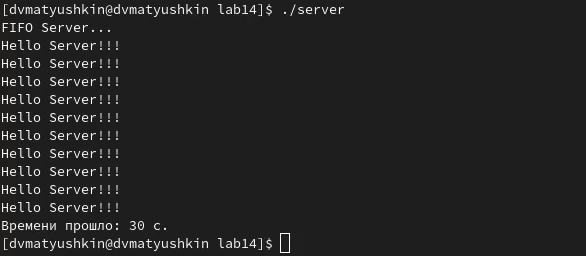 [dvmatyushkin@dvmatyushkin lab14]$ ./server
FIFO Server...
Hello Server!!!
Hello Server!!!
Hello Server!!!
Hello Server!!!
Hello Server!!!
Hello Server!!!
Hello Server!!!
Hello Server!!!
Hello Server!!!
Hello Server!!!
Времени прошло: 30 с.
[dvmatyushkin@dvmatyushkin lab14]$